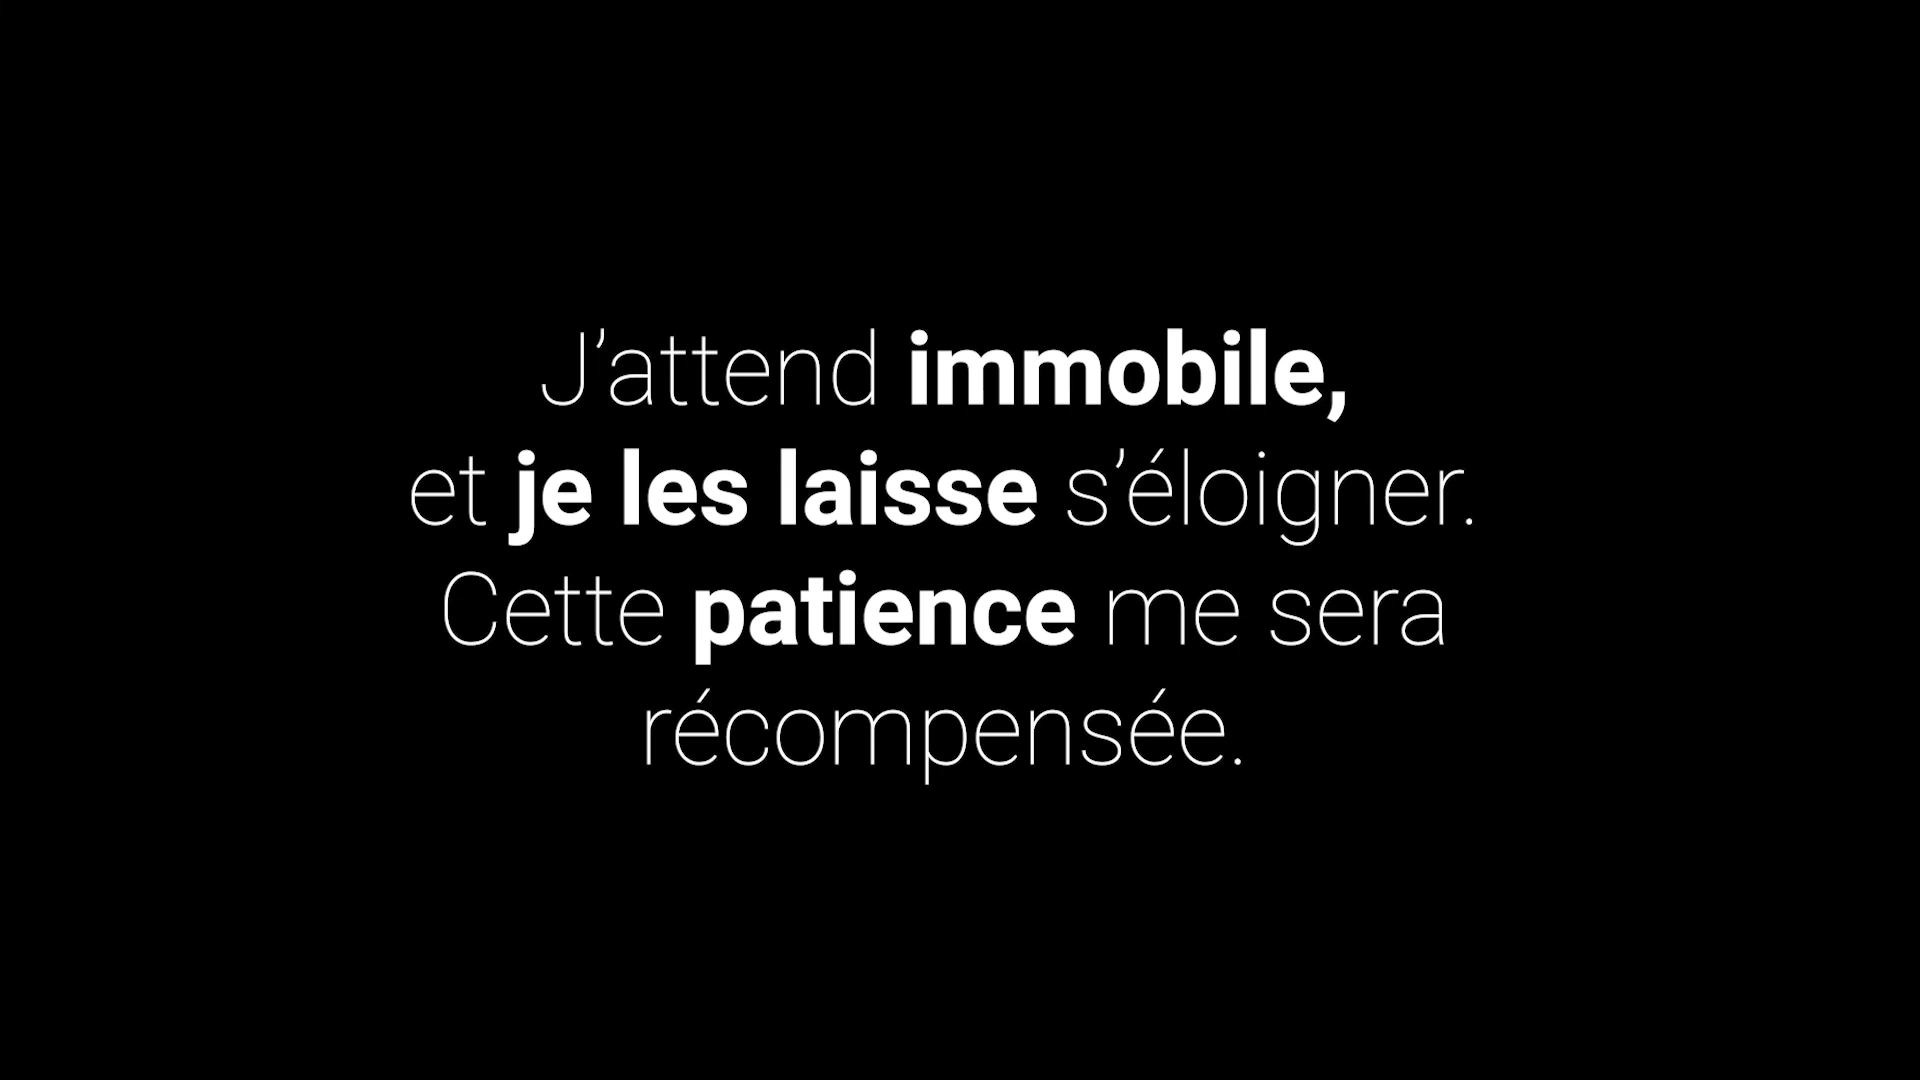 J’attend immobile,
et je les laisse s’éloigner.
Cette patience me sera
récompensée.